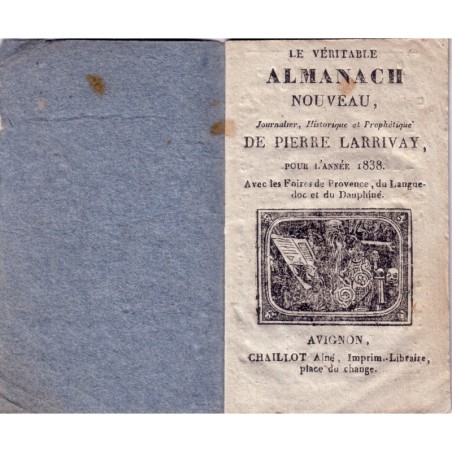 LE VÉRITABLE
ALMANACH
NOUVEAU,
Journalier, Historique et Prophétique
DE PIERRE LARRIVAY,
POUR L'ANNÉE 1838.
Avec les Foires de Provence, du Langue-
doc et du Dauphiné.
AVIGNON,
CHAILLOT Aîné, Imprim.-Libraire,
place du change.